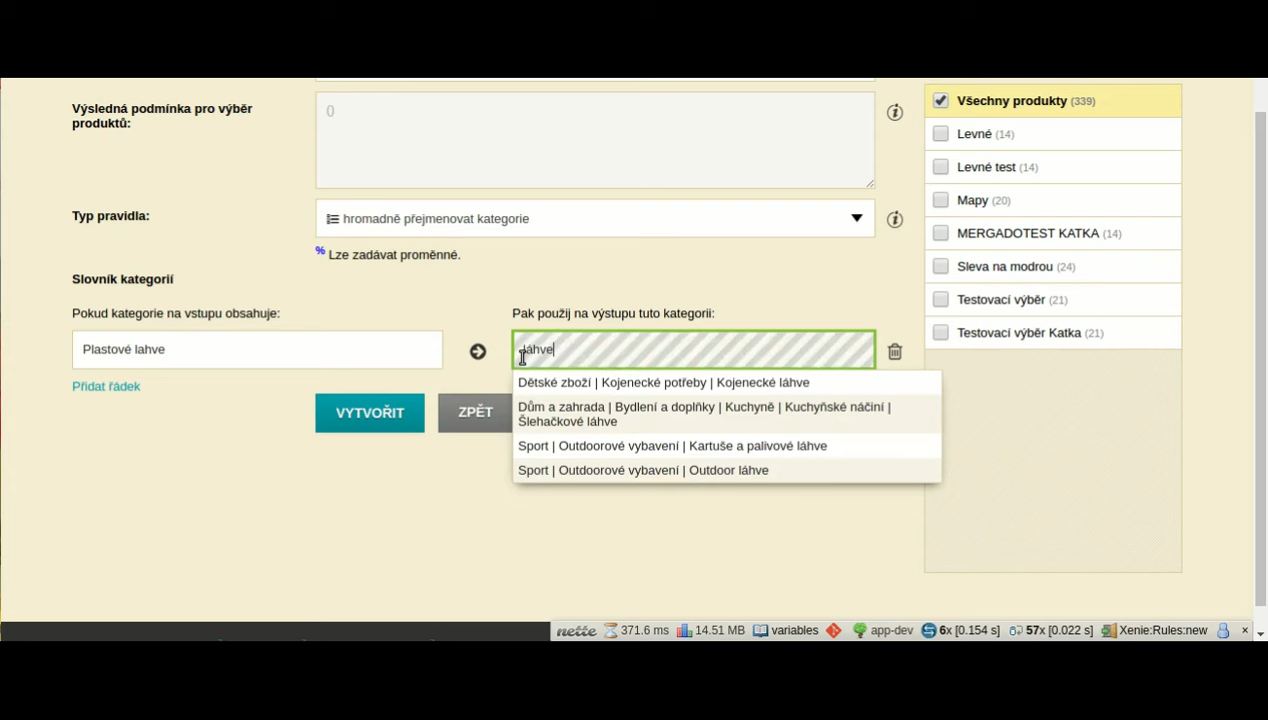 Výsledná podmínka pro výběr
produktů:
()
Typ pravidla:
hromadně přejmenovat kategorie
% Lze zadávat proměnné.
Slovník kategorií
Pokud kategorie na vstupu obsahuje:
Pak použij na výstupu tuto kategorii:
Plastové lahve
láhve
Přidat řádek
VYTVOŘIT
ZPĚT
Dětské zboží | Kojenecké potřeby | Kojenecké láhve
Dům a zahrada | Bydlení a doplňky | Kuchyně | Kuchyňské náčiní |
Šlehačkové láhve
Sport | Outdoorové vybavení | Kartuše a palivové láhve
Sport | Outdoorové vybavení | Outdoor láhve
Všechny produkty (339)
Levné (14)
Levné test (14)
Mapy (20)
MERGADOTEST KATKA (14)
Sleva na modrou (24)
Testovací výběr (21)
Testovací výběr Katka (21)
nette 371.6 ms 14.51 MB variables app-dev 6x [0.154 s] 57x [0.022 s] Xenie:Rules:new ×